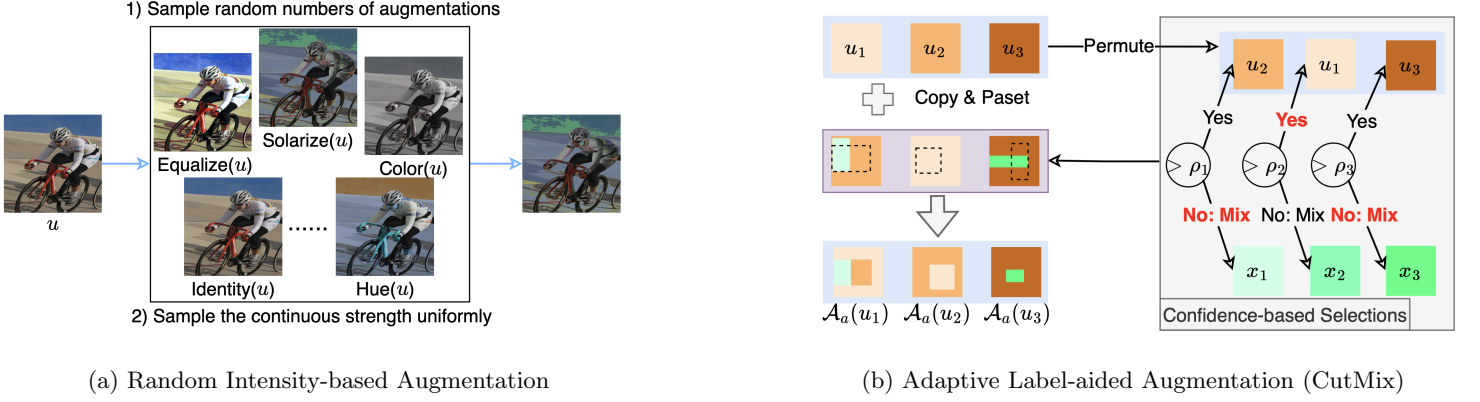 1) Sample random numbers of augmentations
Equalize(u)
Solarize(u)
Color(u)
u
Identity(u)
......
Hue(u)
2) Sample the continuous strength uniformly
(a) Random Intensity-based Augmentation
u₁ u₂ u₃
Permute
u₂ u₁ u₃
Copy & Paset
Yes Yes Yes
> ρ₁ > ρ₂ > ρ₃
No: Mix No: Mix No: Mix
x₁ x₂ x₃
𝒜ₐ(u₁) 𝒜ₐ(u₂) 𝒜ₐ(u₃)
Confidence-based Selections
(b) Adaptive Label-aided Augmentation (CutMix)